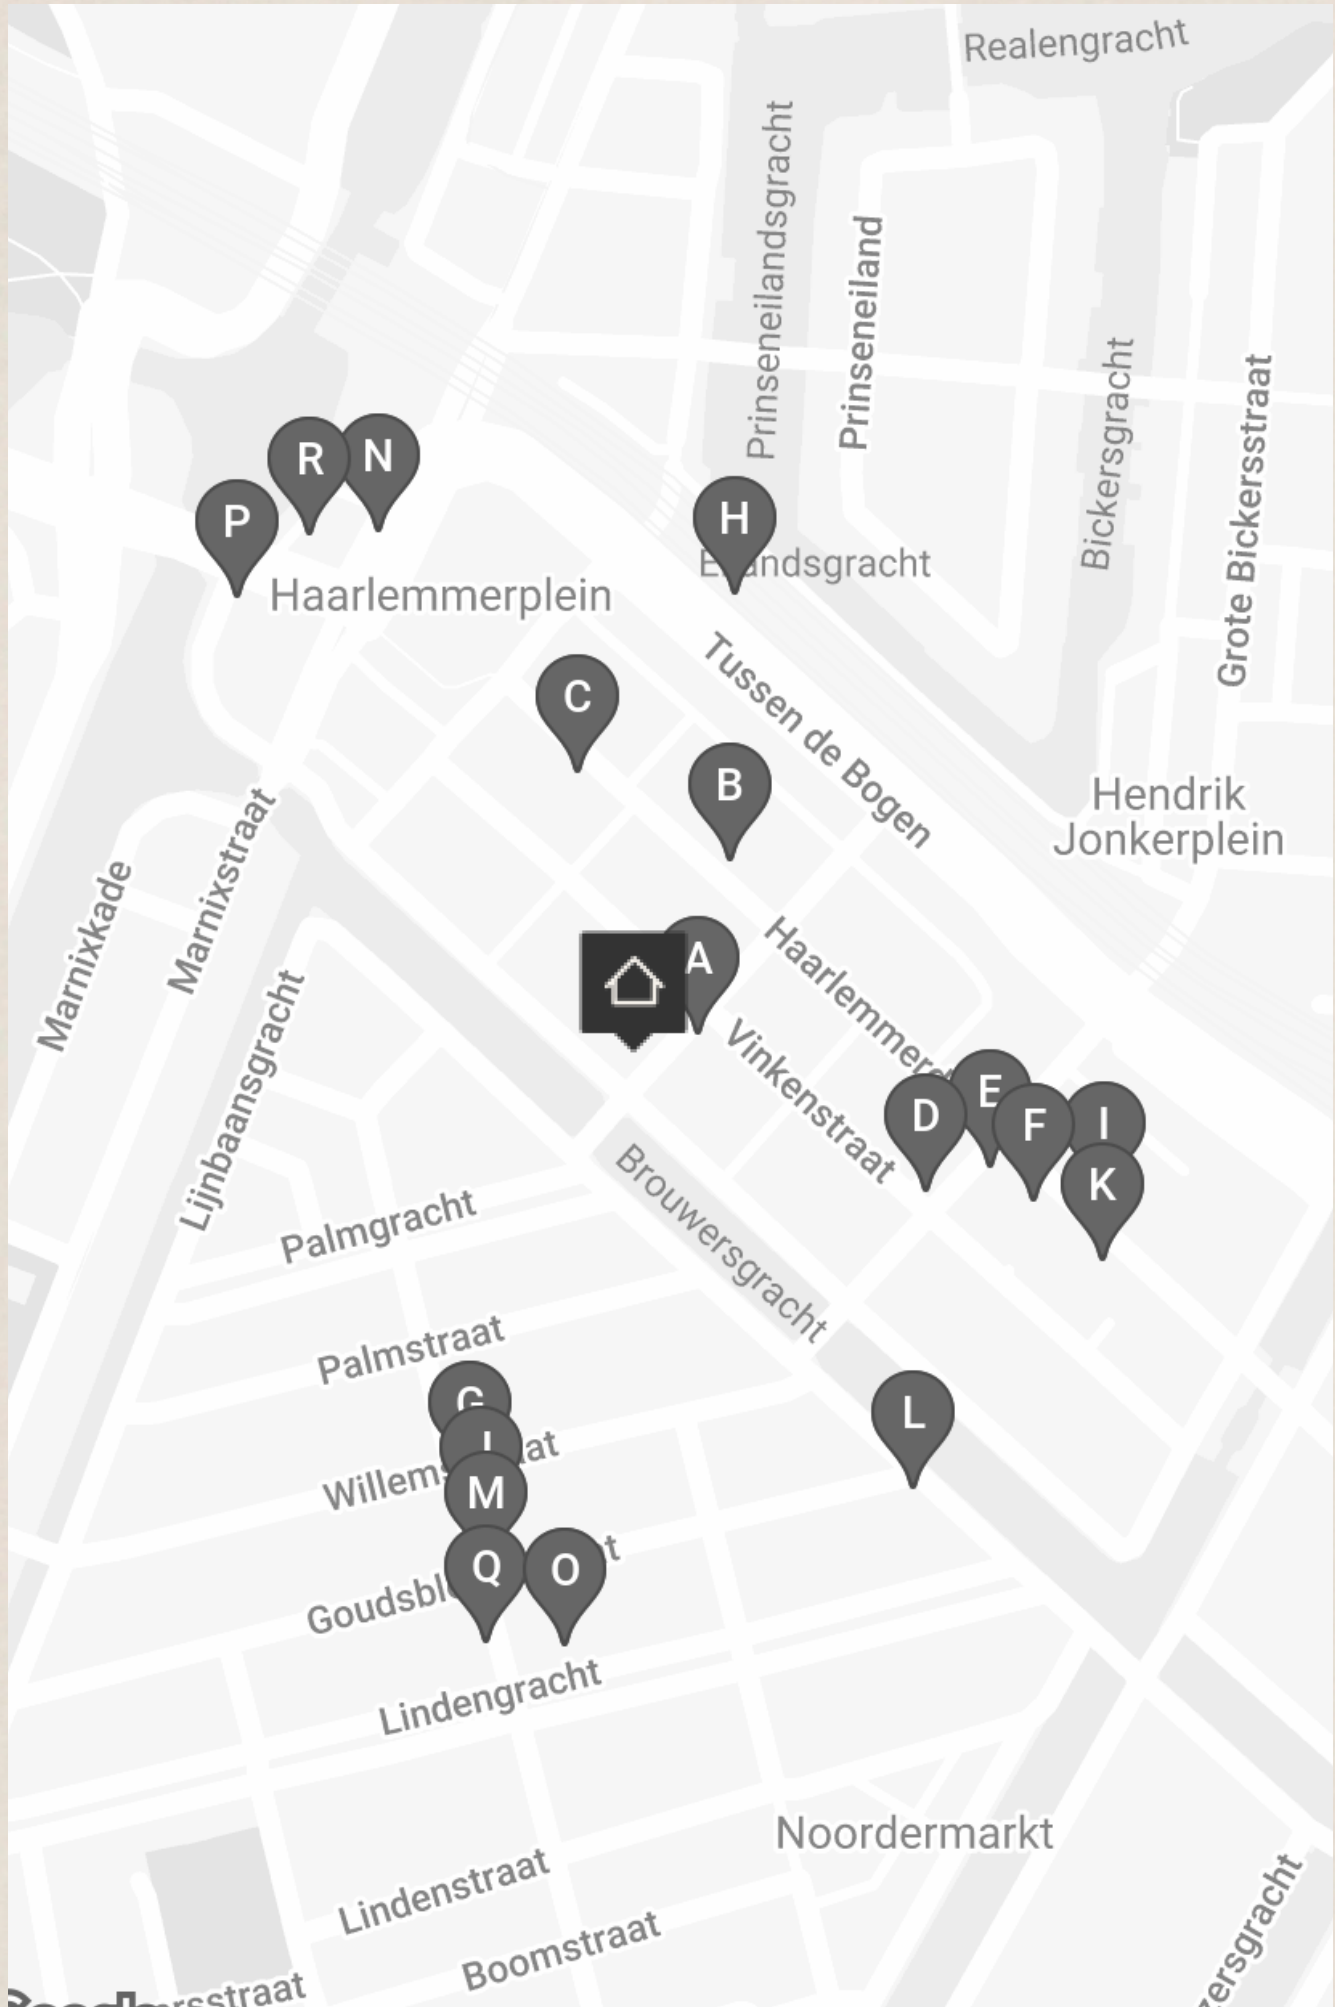 Realengracht
Prinseneilandsgracht
Prinseneiland
Bickersgracht
Grote Bickersstraat
R
N
P
H
Haarlemmerplein
Tussen de Bogen
C
B
Hendrik
Jonkerplein
Marnixstraat
Marnixkade
A
Haarlemmerd
Lijnbaansgracht
Vinkenstraat
E
D
F
I
K
Brouwersgracht
Palmgracht
Palmstraat
G
L
M
Q
O
Lindengracht
Noordermarkt
Lindenstraat
Boomstraat